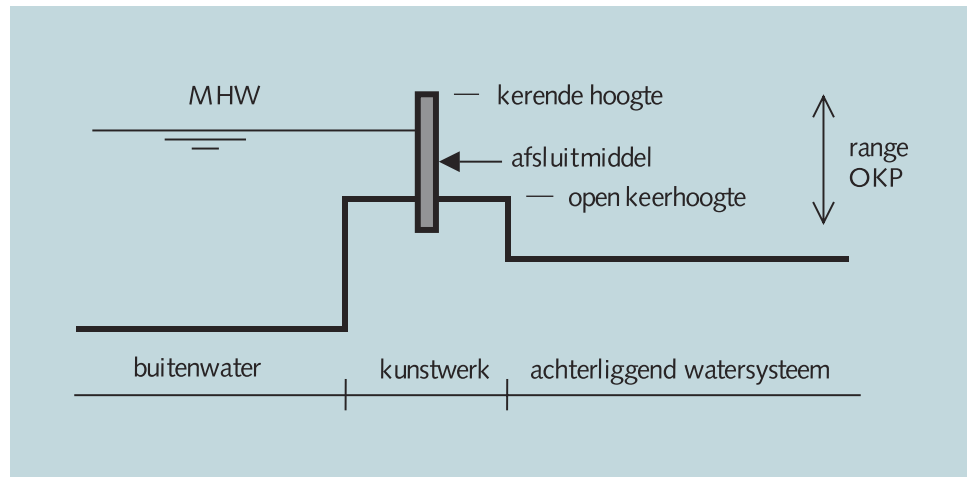 MHW
kerende hoogte
afsluitmiddel
range
OKP
open keerhoogte
buitenwater
kunstwerk
achterliggend watersysteem